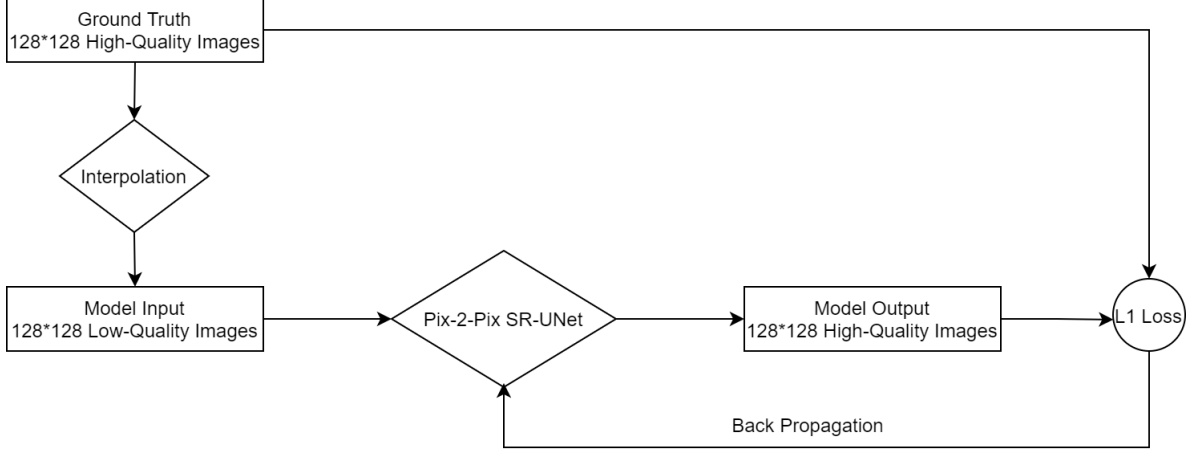 Ground Truth
128*128 High-Quality Images
Interpolation
Model Input
128*128 Low-Quality Images
Pix-2-Pix SR-UNet
Model Output
128*128 High-Quality Images
L1 Loss
Back Propagation